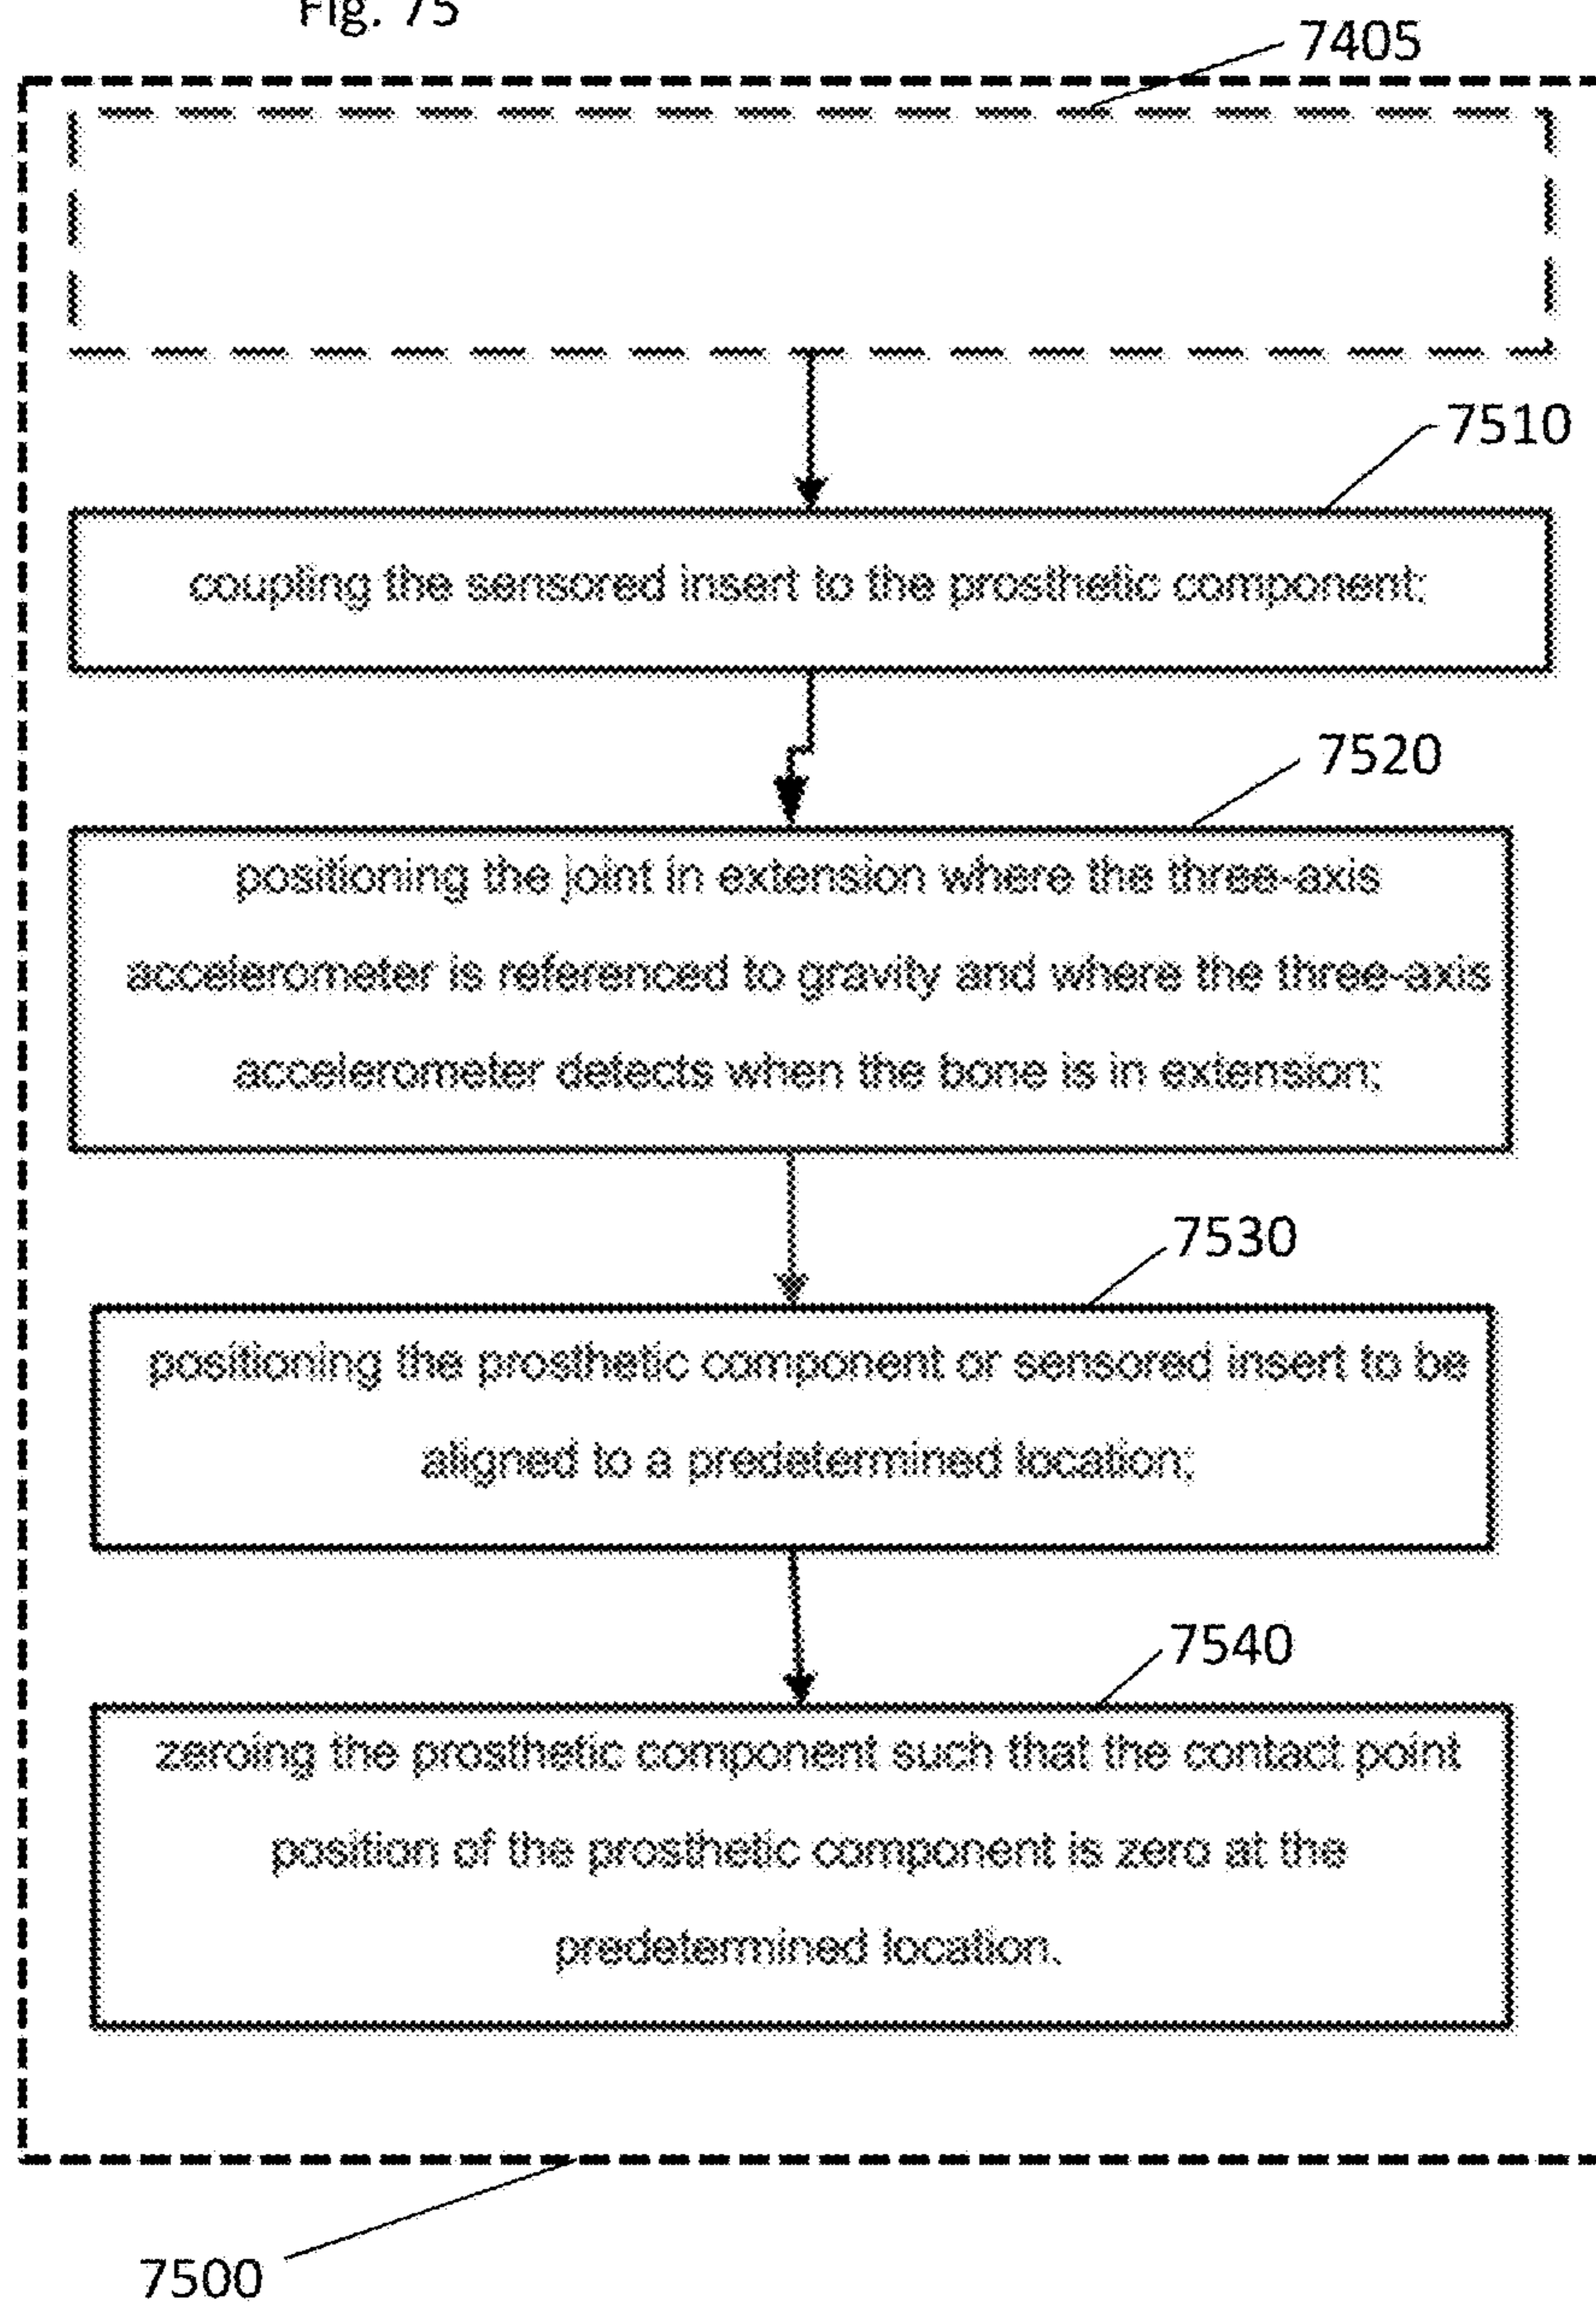 Fig. 75
7405
7510
coupling the sensored insert to the prosthetic component;
7520
positioning the joint in extension where the three-axis
accelerometer is referenced to gravity and where the three-axis
accelerometer detects when the bone is in extension;
7530
positioning the prosthetic component or sensored insert to be
aligned to a predetermined location;
7540
zeroing the prosthetic component such that the contact point
position of the prosthetic component is zero at the
predetermined location.
7500